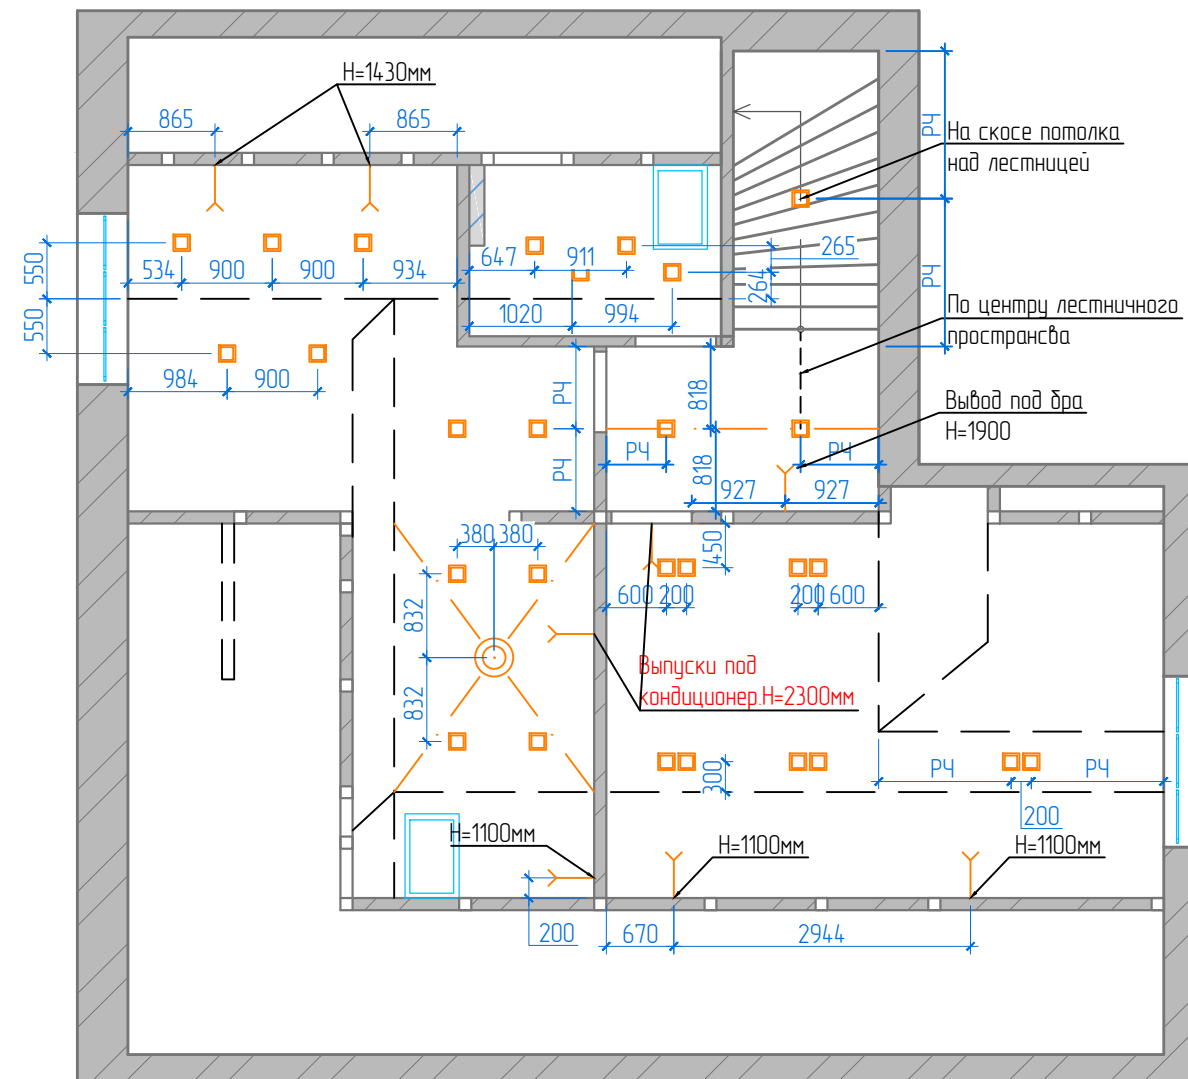 H=1430мм
865
865
РЧ
На скосе потолка
над лестницей
550
534
900
900
934
647
911
265
264
РЧ
550
1020
994
По центру лестничного
пространсва
984
900
РЧ
818
Вывод под бра
H=1900
РЧ
РЧ
РЧ
818
927
927
380
380
450
832
600
200
200
600
Выпуски под
кондиционер.H=2300мм
832
300
РЧ
РЧ
200
H=1100мм
H=1100мм
H=1100мм
200
670
2944